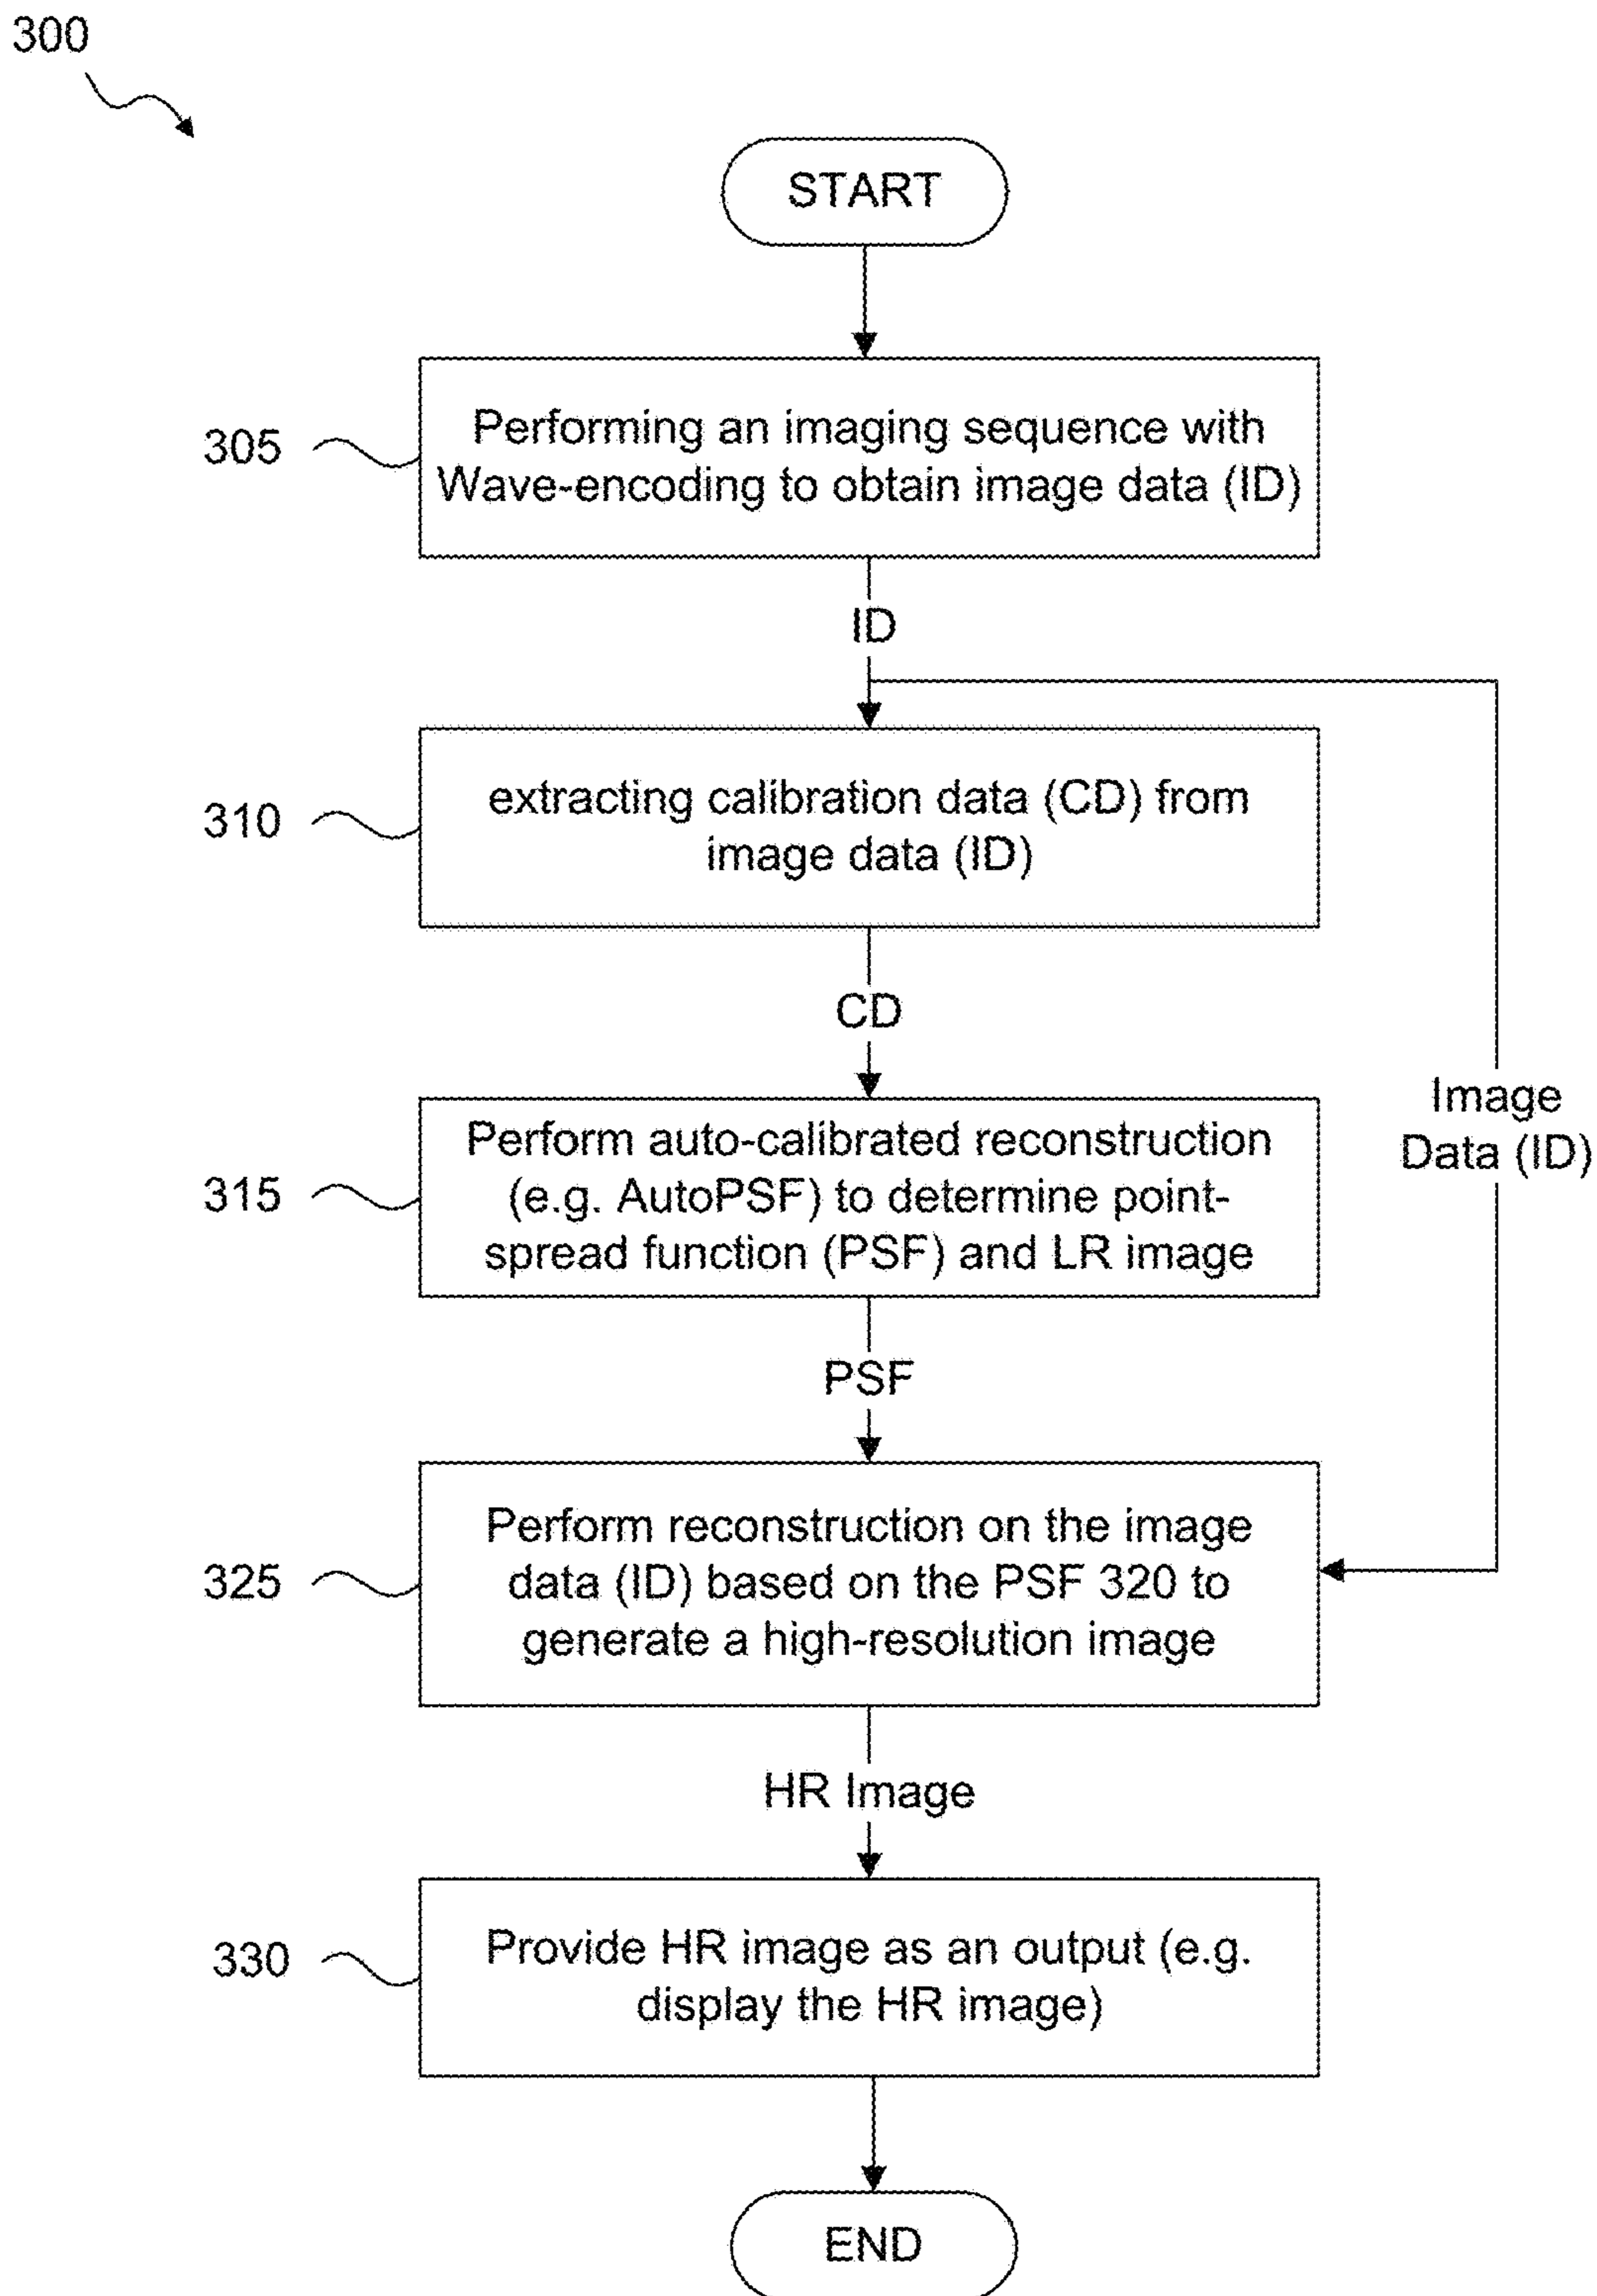 300
START
305
Performing an imaging sequence with
Wave-encoding to obtain image data (ID)
ID
310
extracting calibration data (CD) from
image data (ID)
CD
Image
Data (ID)
315
Perform auto-calibrated reconstruction
(e.g. AutoPSF) to determine point-
spread function (PSF) and LR image
PSF
325
Perform reconstruction on the image
data (ID) based on the PSF 320 to
generate a high-resolution image
HR Image
330
Provide HR image as an output (e.g.
display the HR image)
END